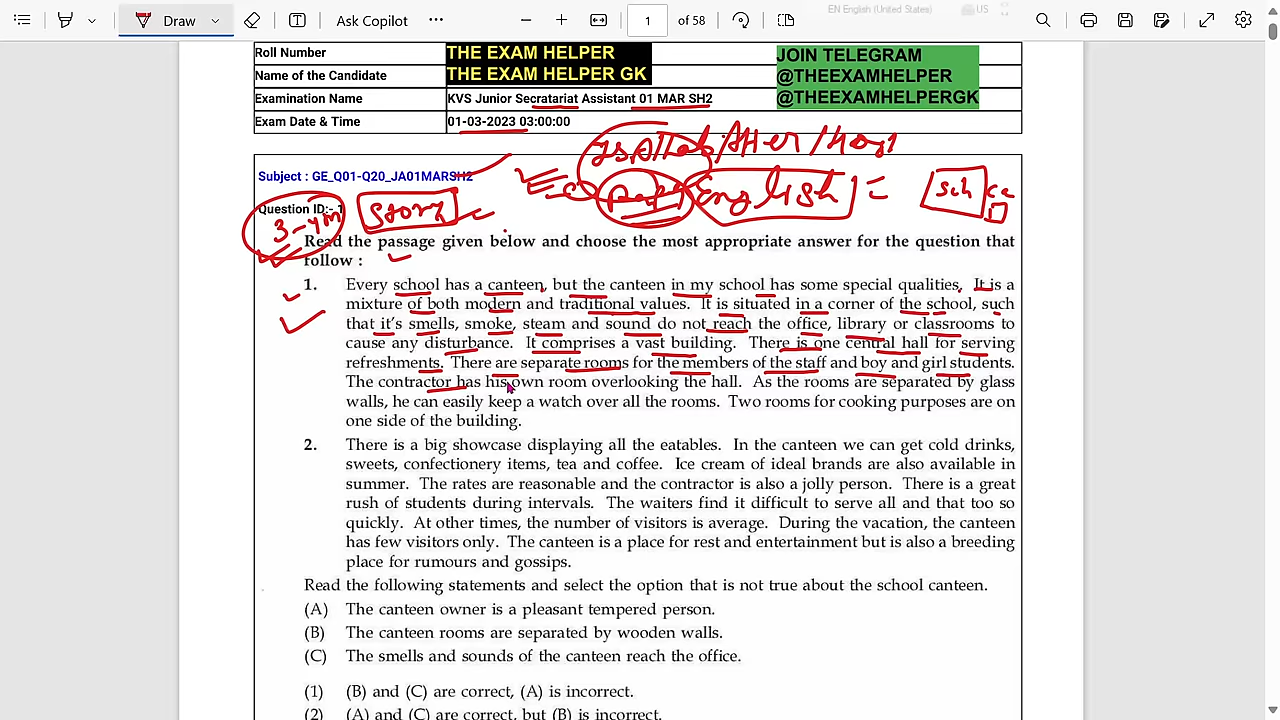 Draw
Ask Copilot
1 of 58
EN English (United States) US
Roll Number THE EXAM HELPER
Name of the Candidate THE EXAM HELPER GK
JOIN TELEGRAM
@THEEXAMHELPER
@THEEXAMHELPERGK
Examination Name KVS Junior Secratariat Assistant 01 MAR SH2
Exam Date & Time 01-03-2023 03:00:00
Subject : GE_Q01-Q20_JA01MARSH2
English =
Sch
Question ID:- 1
Story
3-4m
Read the passage given below and choose the most appropriate answer for the question that
follow :
1. Every school has a canteen, but the canteen in my school has some special qualities. It is a
mixture of both modern and traditional values. It is situated in a corner of the school, such
that it's smells, smoke, steam and sound do not reach the office, library or classrooms to
cause any disturbance. It comprises a vast building. There is one central hall for serving
refreshments. There are separate rooms for the members of the staff and boy and girl students.
The contractor has his own room overlooking the hall. As the rooms are separated by glass
walls, he can easily keep a watch over all the rooms. Two rooms for cooking purposes are on
one side of the building.
2. There is a big showcase displaying all the eatables. In the canteen we can get cold drinks,
sweets, confectionery items, tea and coffee. Ice cream of ideal brands are also available in
summer. The rates are reasonable and the contractor is also a jolly person. There is a great
rush of students during intervals. The waiters find it difficult to serve all and that too so
quickly. At other times, the number of visitors is average. During the vacation, the canteen
has few visitors only. The canteen is a place for rest and entertainment but is also a breeding
place for rumours and gossips.
Read the following statements and select the option that is not true about the school canteen.
(A) The canteen owner is a pleasant tempered person.
(B) The canteen rooms are separated by wooden walls.
(C) The smells and sounds of the canteen reach the office.
(1) (B) and (C) are correct, (A) is incorrect.
(2) (A) and (C) are correct, but (B) is incorrect.